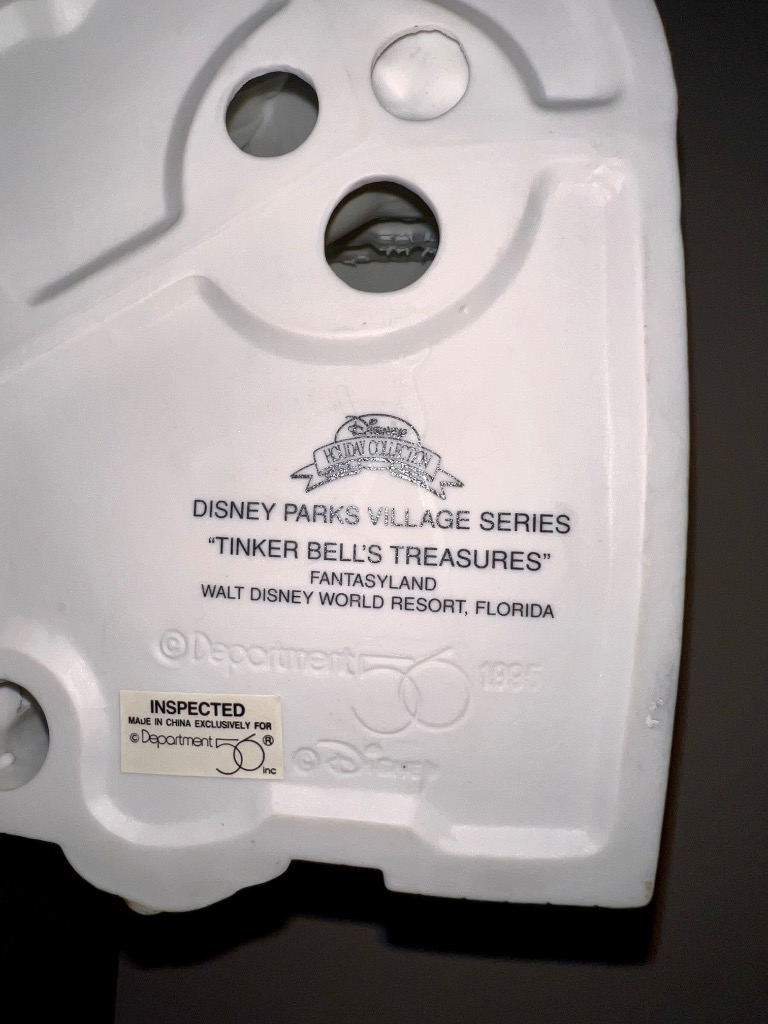 Disney
HOLIDAY COLLECTION
DISNEY PARKS VILLAGE SERIES
“TINKER BELL'S TREASURES”
FANTASYLAND
WALT DISNEY WORLD RESORT, FLORIDA
© Department 56 1995
INSPECTED
MADE IN CHINA EXCLUSIVELY FOR
© Department 56 ®
inc
© Disney